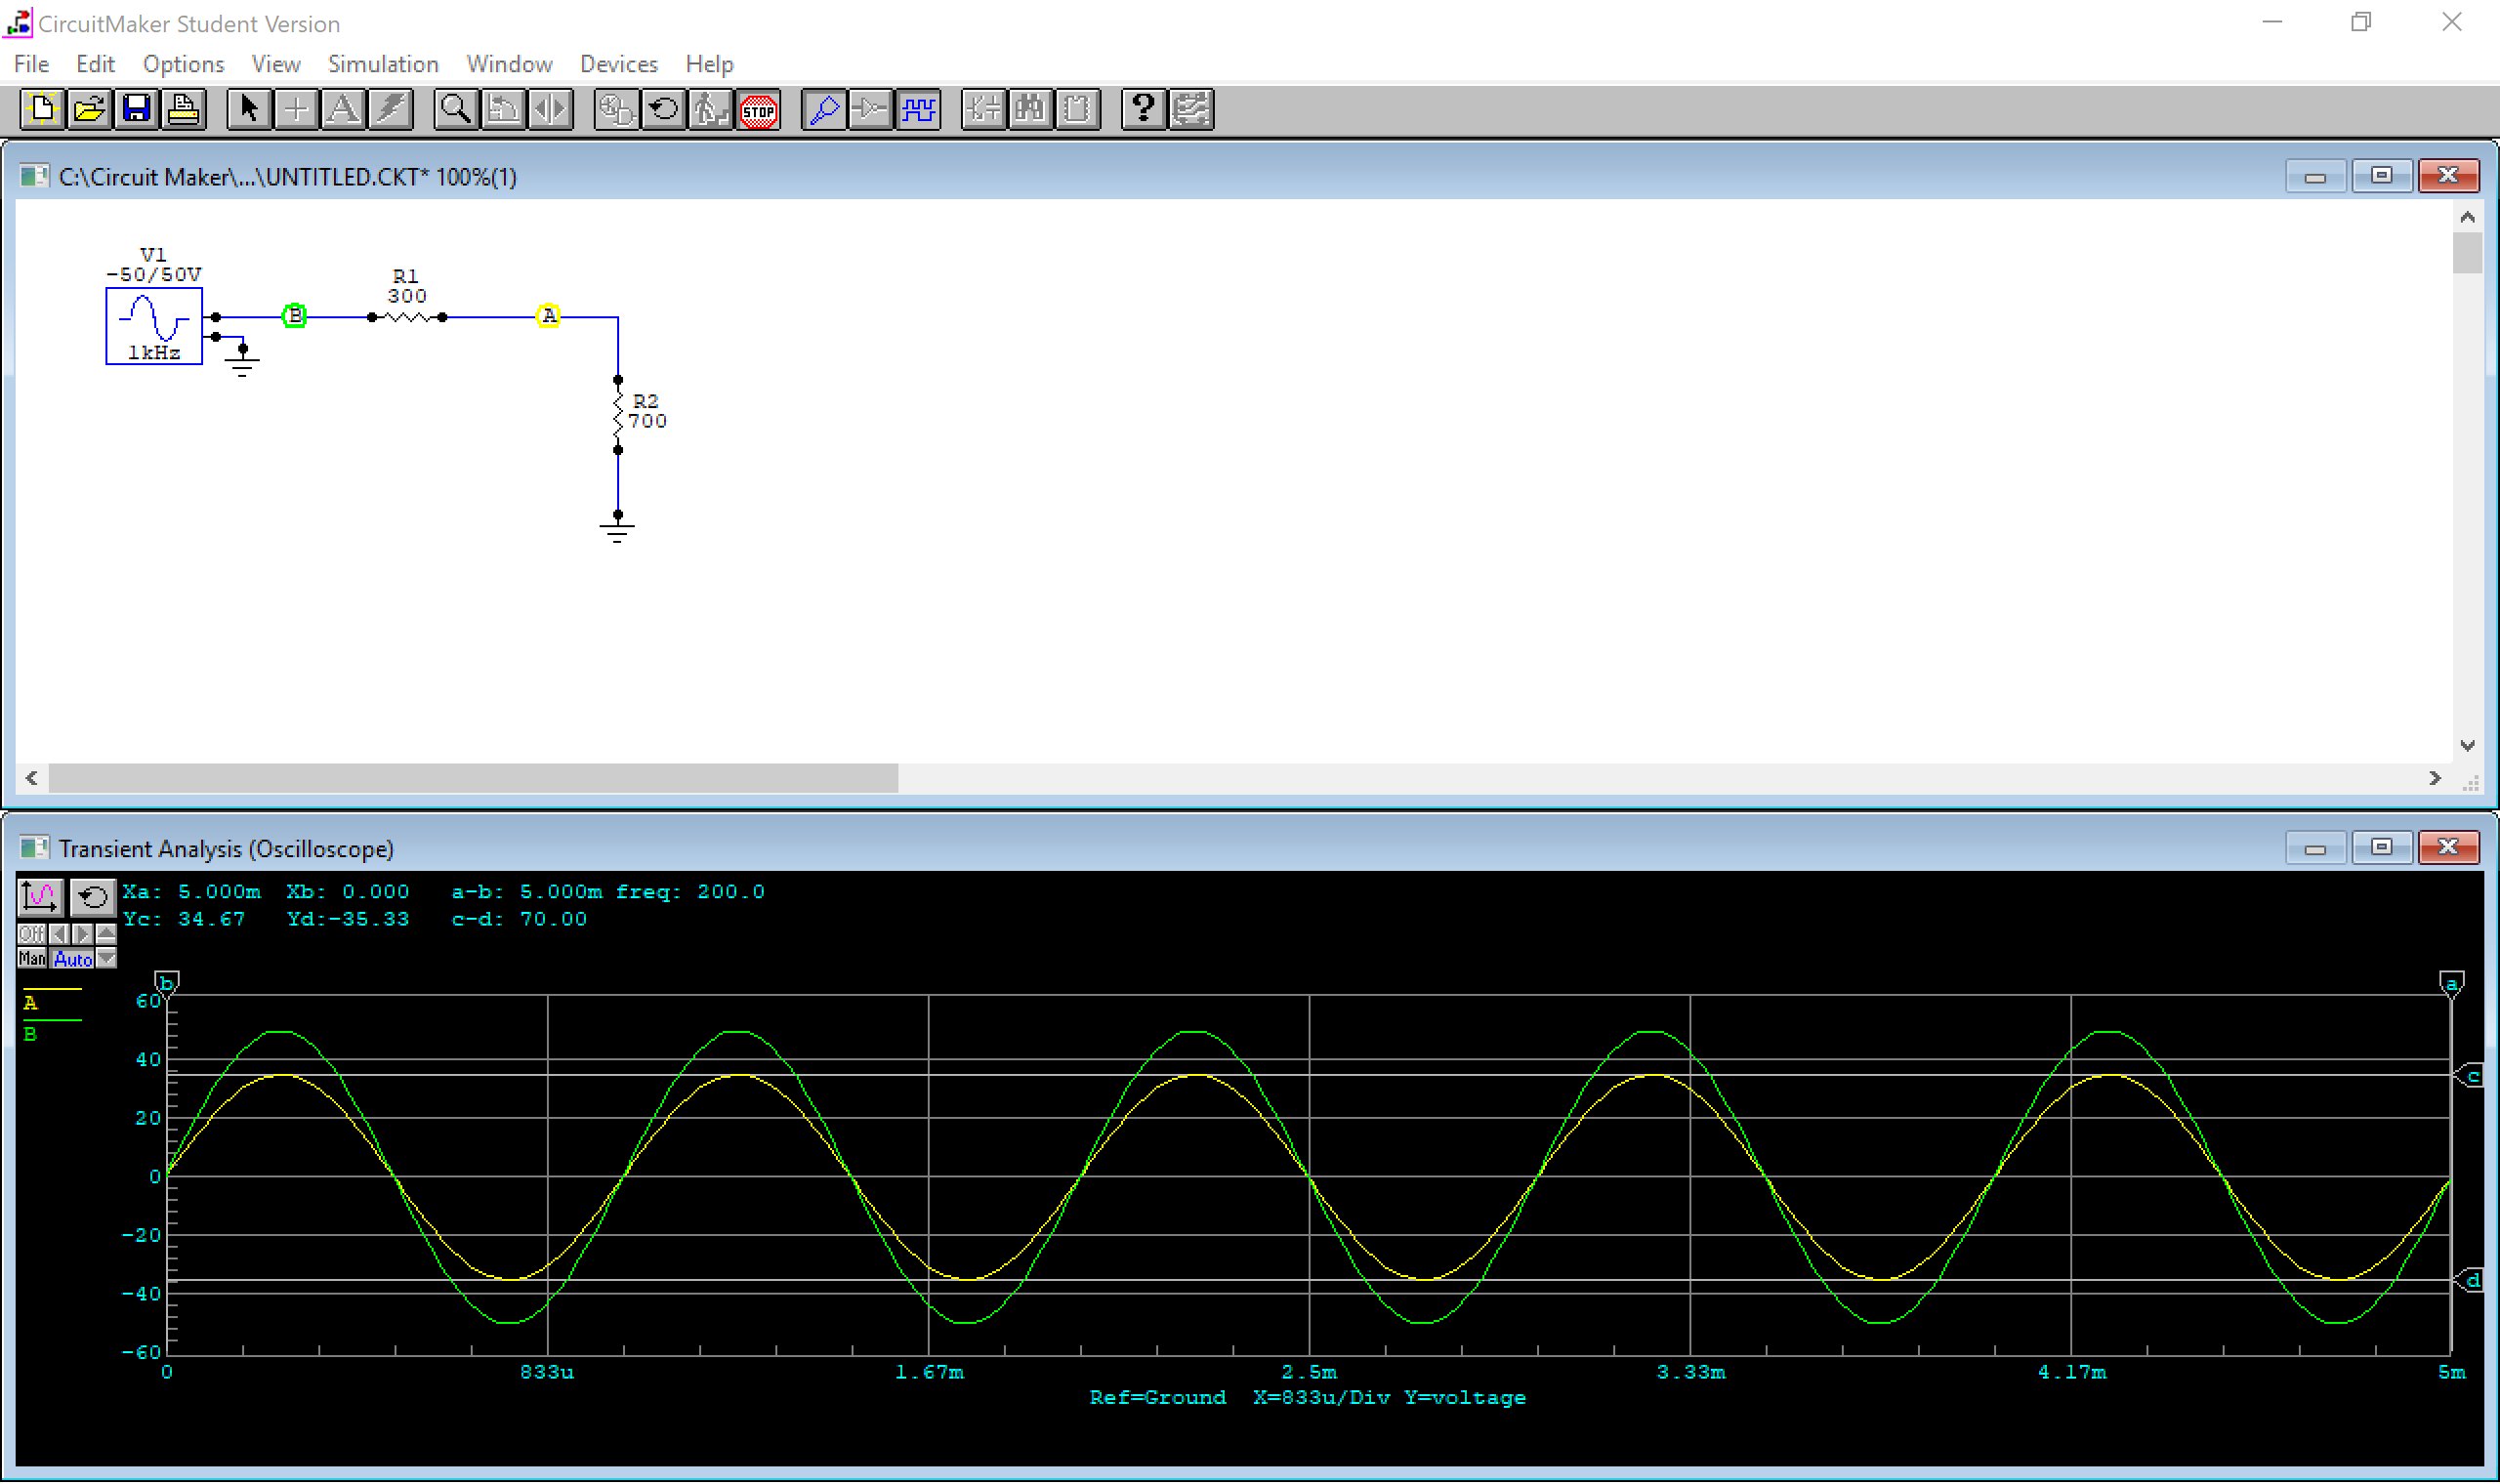 CircuitMaker Student Version
File Edit Options View Simulation Window Devices Help
STOP
C:\Circuit Maker\...\UNTITLED.CKT* 100%(1)
V1
-50/50V
1kHz
B
R1
300
A
R2
700
Transient Analysis (Oscilloscope)
Xa: 5.000m Xb: 0.000 a-b: 5.000m freq: 200.0
Yc: 34.67 Yd:-35.33 c-d: 70.00
Off
Man Auto
b a
A
B
60
40
c
20
0
-20
d
-40
-60
0 833u 1.67m 2.5m 3.33m 4.17m 5m
Ref=Ground X=833u/Div Y=voltage